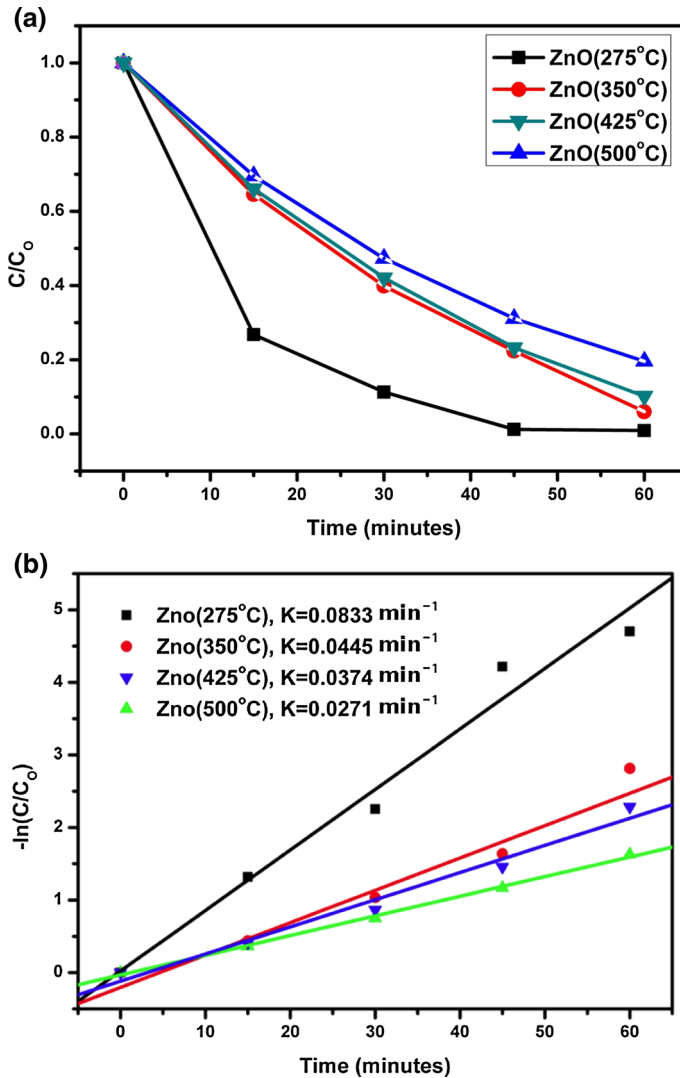 (a)
ZnO(275°C)
ZnO(350°C)
ZnO(425°C)
ZnO(500°C)
1.0
0.8
0.6
0.4
0.2
0.0
C/C₀
0 10 20 30 40 50 60
Time (minutes)
(b)
Zno(275°C), K=0.0833 min⁻¹
Zno(350°C), K=0.0445 min⁻¹
Zno(425°C), K=0.0374 min⁻¹
Zno(500°C), K=0.0271 min⁻¹
5
4
3
2
1
0
-ln(C/C₀)
0 10 20 30 40 50 60
Time (minutes)